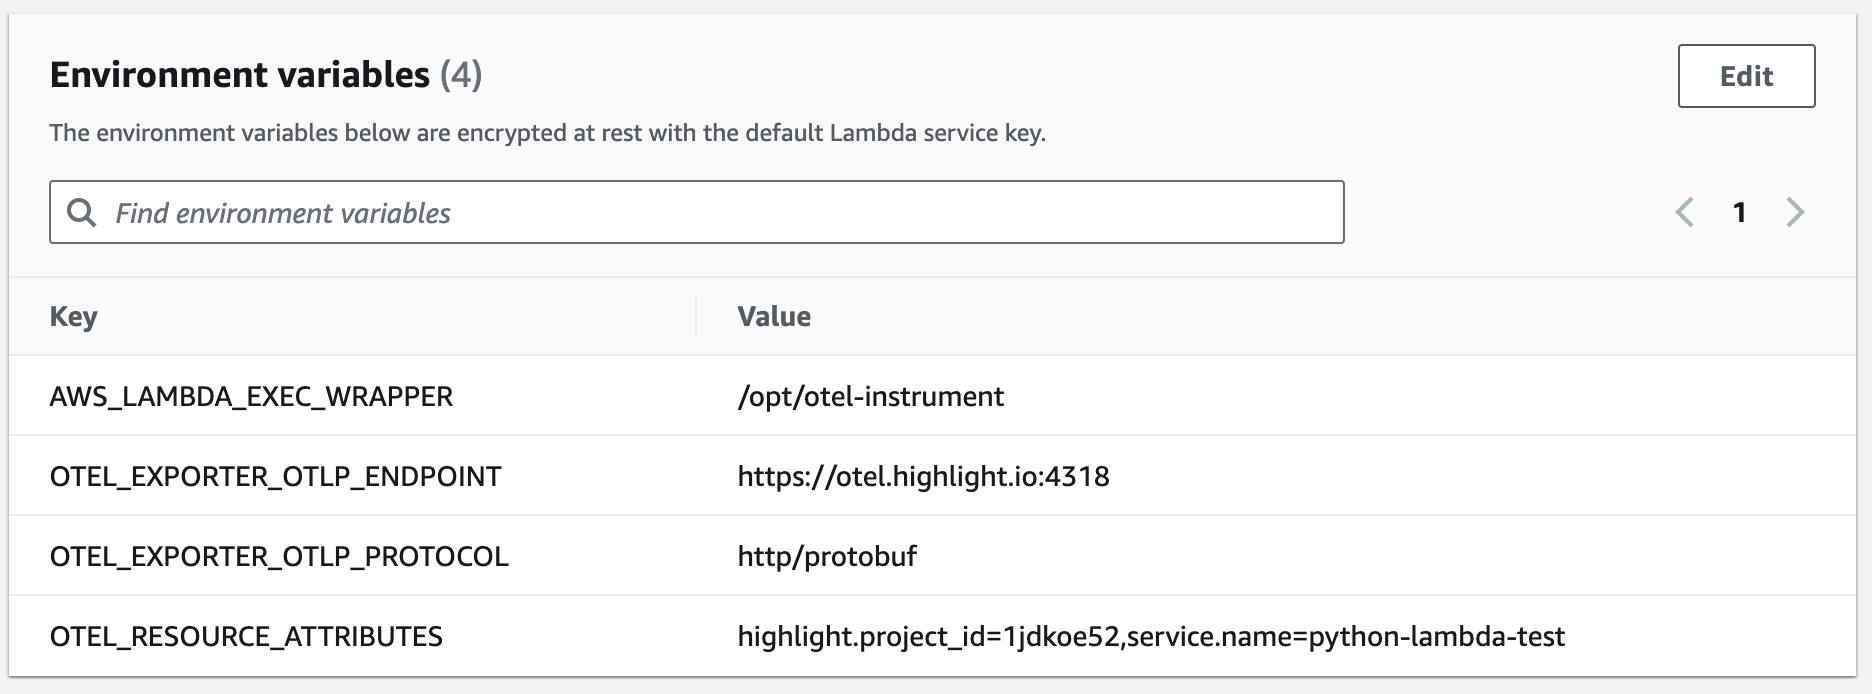 Environment variables (4)
Edit
The environment variables below are encrypted at rest with the default Lambda service key.
Find environment variables
1
Key Value
AWS_LAMBDA_EXEC_WRAPPER /opt/otel-instrument
OTEL_EXPORTER_OTLP_ENDPOINT https://otel.highlight.io:4318
OTEL_EXPORTER_OTLP_PROTOCOL http/protobuf
OTEL_RESOURCE_ATTRIBUTES highlight.project_id=1jdkoe52,service.name=python-lambda-test